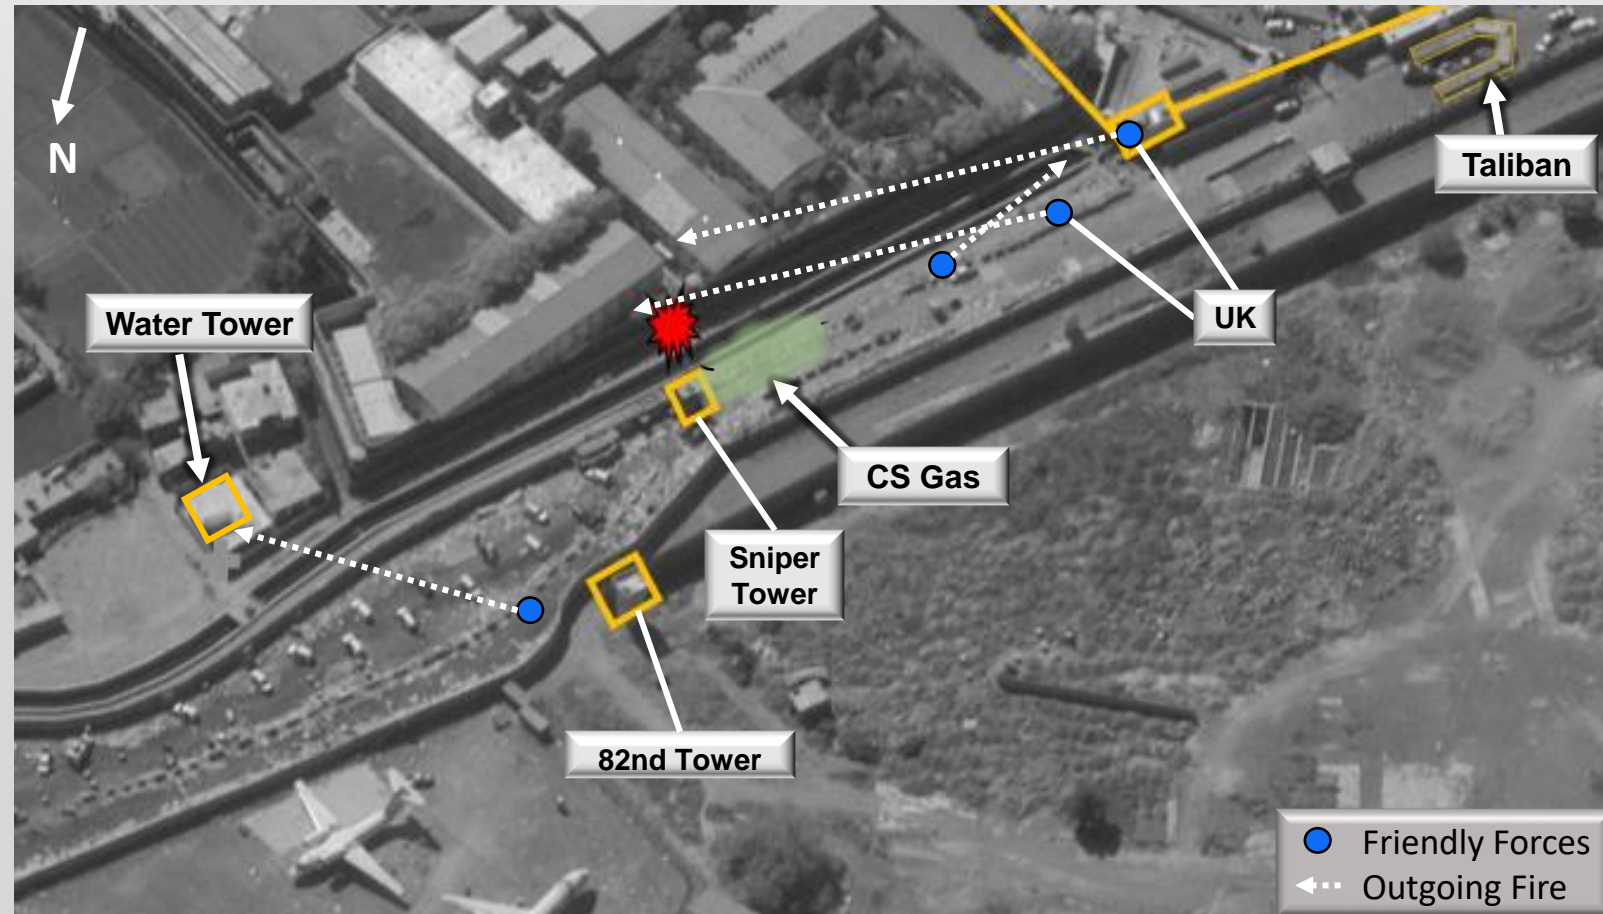 N
Taliban
Water Tower
UK
CS Gas
Sniper
Tower
82nd Tower
Friendly Forces
Outgoing Fire